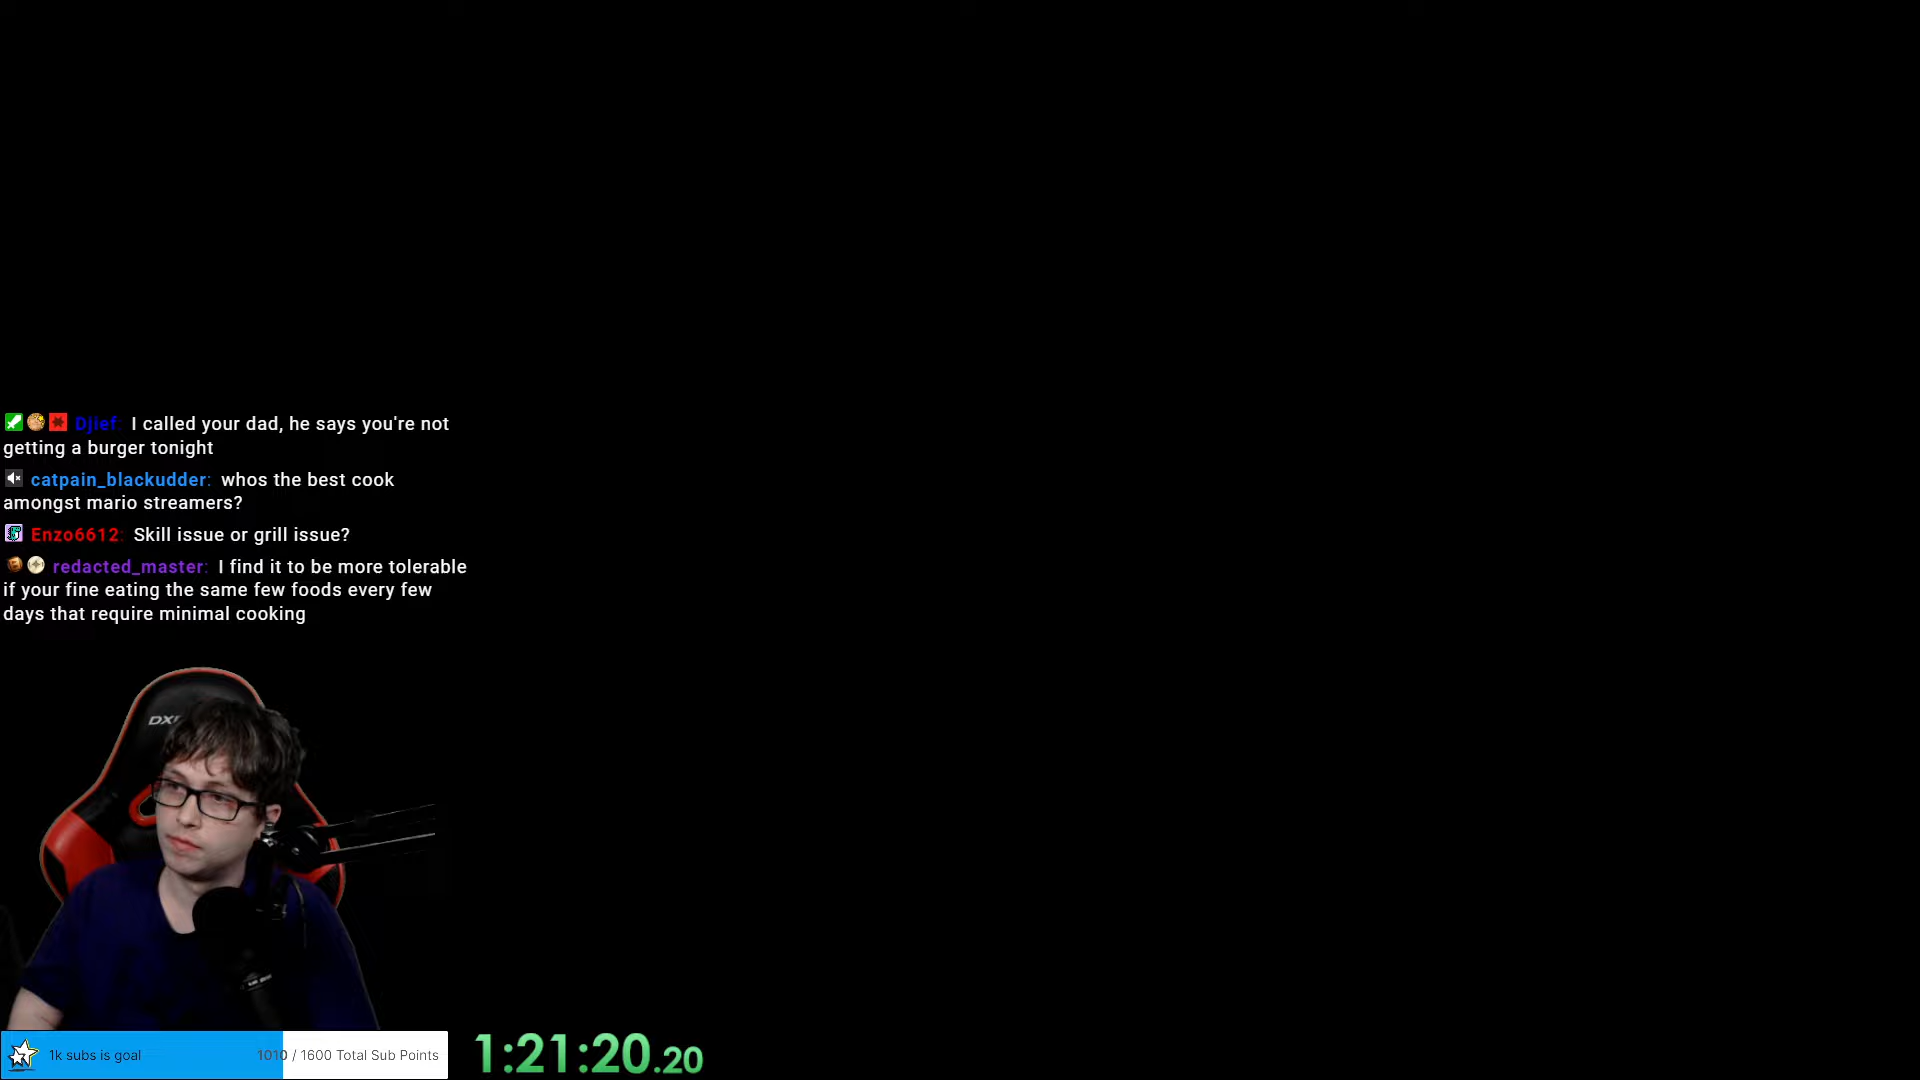 Djief: I called your dad, he says you're not
getting a burger tonight
catpain_blackudder: whos the best cook
amongst mario streamers?
Enzo6612: Skill issue or grill issue?
redacted_master: I find it to be more tolerable
if your fine eating the same few foods every few
days that require minimal cooking
DX
1k subs is goal 1010 / 1600 Total Sub Points
1:21:20.20